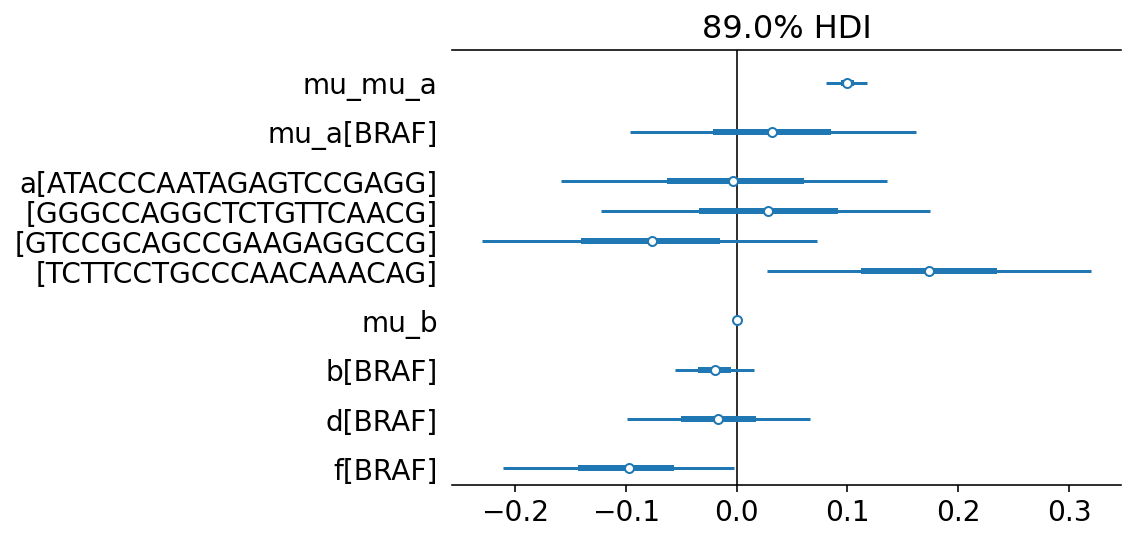 89.0% HDI
mu_mu_a
mu_a[BRAF]
a[ATACCCAATAGAGTCCGAGG]
[GGGCCAGGCTCTGTTCAACG]
[GTCCGCAGCCGAAGAGGCCG]
[TCTTCCTGCCCAACAAACAG]
mu_b
b[BRAF]
d[BRAF]
f[BRAF]
−0.2 −0.1 0.0 0.1 0.2 0.3